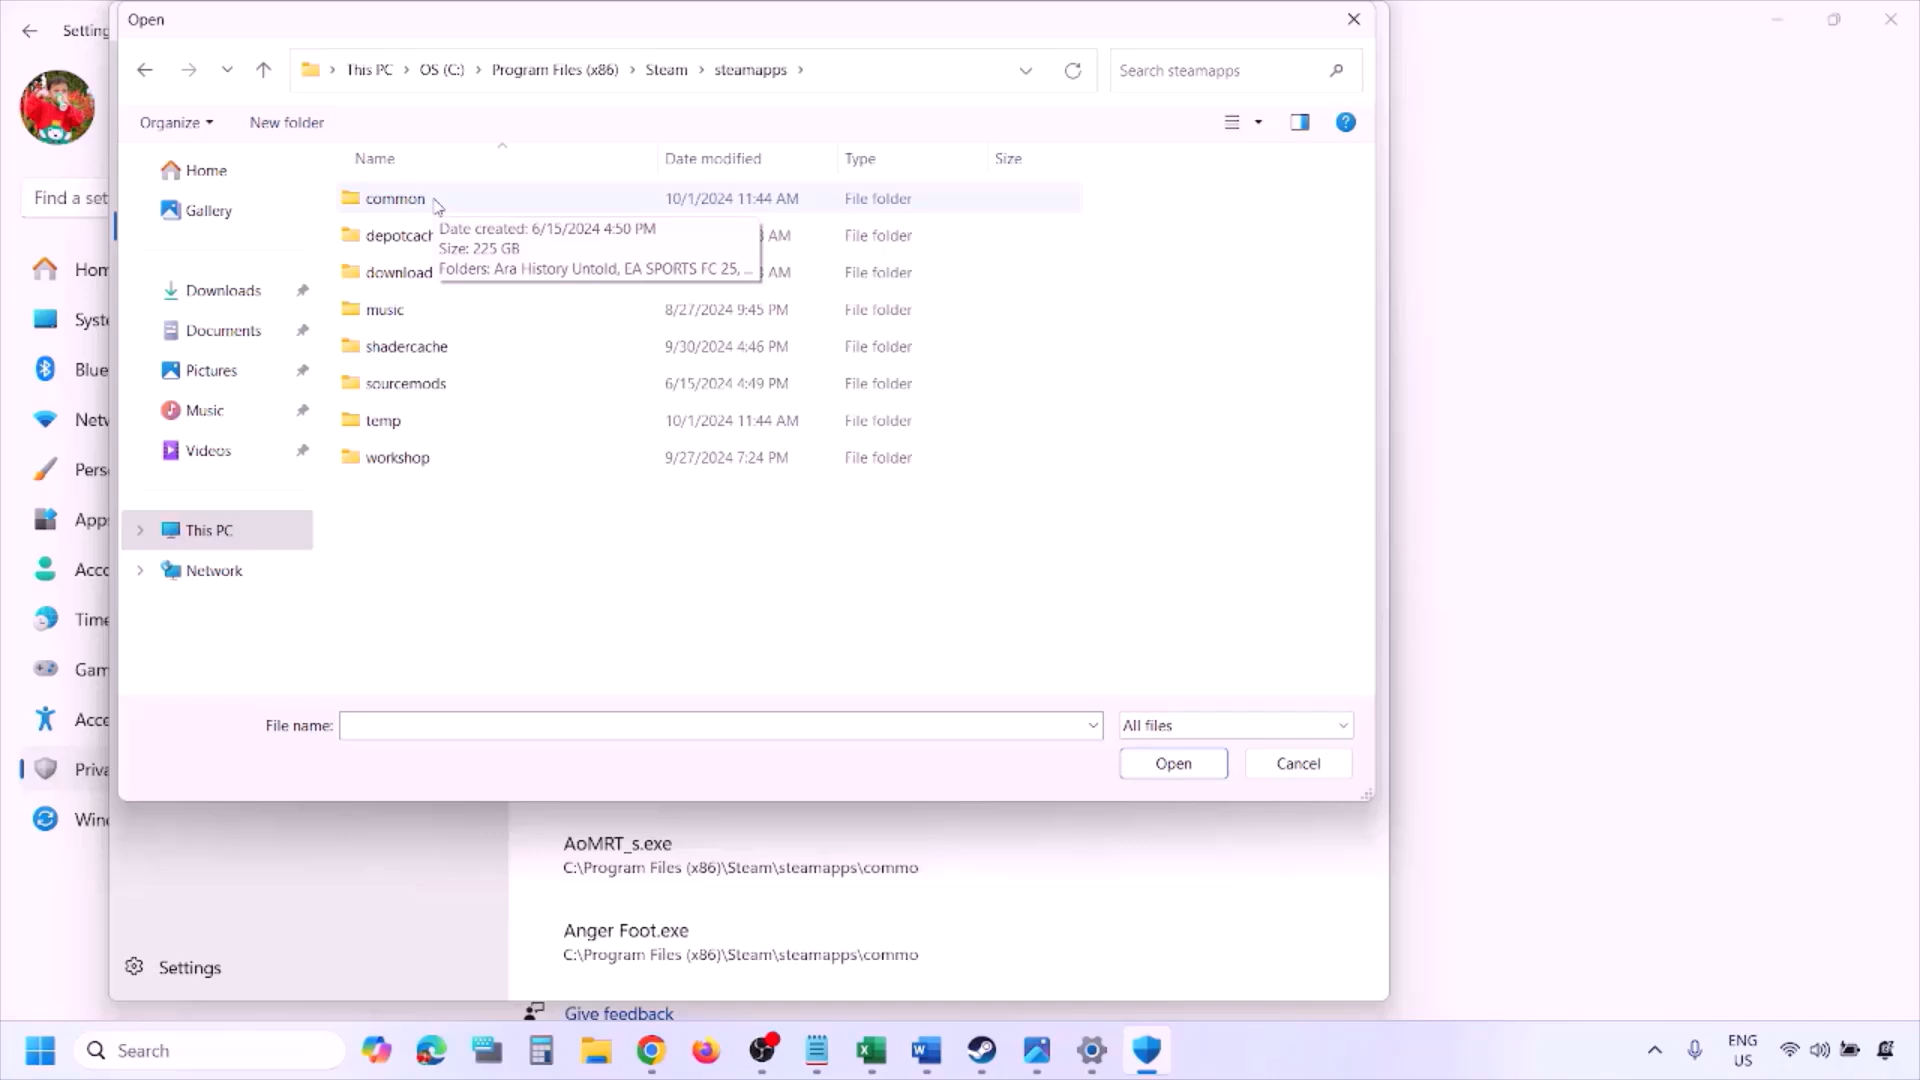 Open
Setting
This PC > OS (C:) > Program Files (x86) > Steam > steamapps >
Search steamapps
Organize
New folder
Name
Date modified
Type
Size
Home
Gallery
Downloads
Documents
Pictures
Music
Videos
This PC
Network
common 10/1/2024 11:44 AM File folder
depotcach AM File folder
download AM File folder
music 8/27/2024 9:45 PM File folder
shadercache 9/30/2024 4:46 PM File folder
sourcemods 6/15/2024 4:49 PM File folder
temp 10/1/2024 11:44 AM File folder
workshop 9/27/2024 7:24 PM File folder
Date created: 6/15/2024 4:50 PM
Size: 225 GB
Folders: Ara History Untold, EA SPORTS FC 25, ...
File name:
All files
Open
Cancel
Find a set
Hom
Syste
Blue
Netw
Perso
Apps
Acco
Time
Gam
Acce
Priva
Wind
AoMRT_s.exe
C:\Program Files (x86)\Steam\steamapps\commo
Anger Foot.exe
C:\Program Files (x86)\Steam\steamapps\commo
Settings
Give feedback
Search
ENG
US